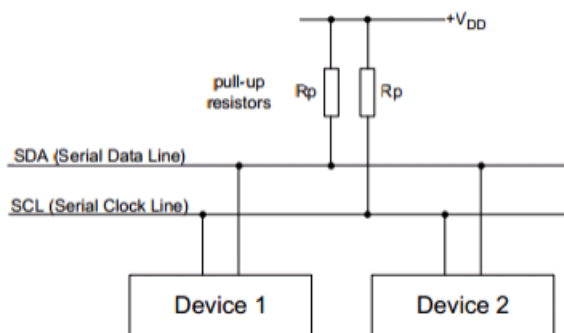 +VDD
pull-up
resistors
Rp
Rp
SDA (Serial Data Line)
SCL (Serial Clock Line)
Device 1
Device 2